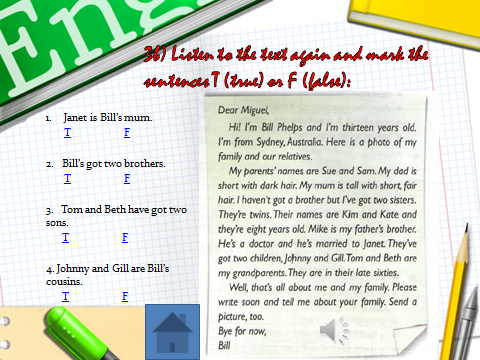 Eng
3б) Listen to the text again and mark the
sentences T (true) or F (false):
1. Janet is Bill's mum.
T F
2. Bill's got two brothers.
T F
3. Tom and Beth have got two
sons.
T F
4. Johnny and Gill are Bill's
cousins.
T F
Dear Miguel,
Hi! I'm Bill Phelps and I'm thirteen years old.
I'm from Sydney, Australia. Here is a photo of my
family and our relatives.
My parents' names are Sue and Sam. My dad is
short with dark hair. My mum is tall with short, fair
hair. I haven't got a brother but I've got two sisters.
They're twins. Their names are Kim and Kate and
they're eight years old. Mike is my father's brother.
He's a doctor and he's married to Janet. They've
got two children, Johnny and Gill. Tom and Beth are
my grandparents. They are in their late sixties.
Well, that's all about me and my family. Please
write soon and tell me about your family. Send a
picture, too.
Bye for now,
Bill